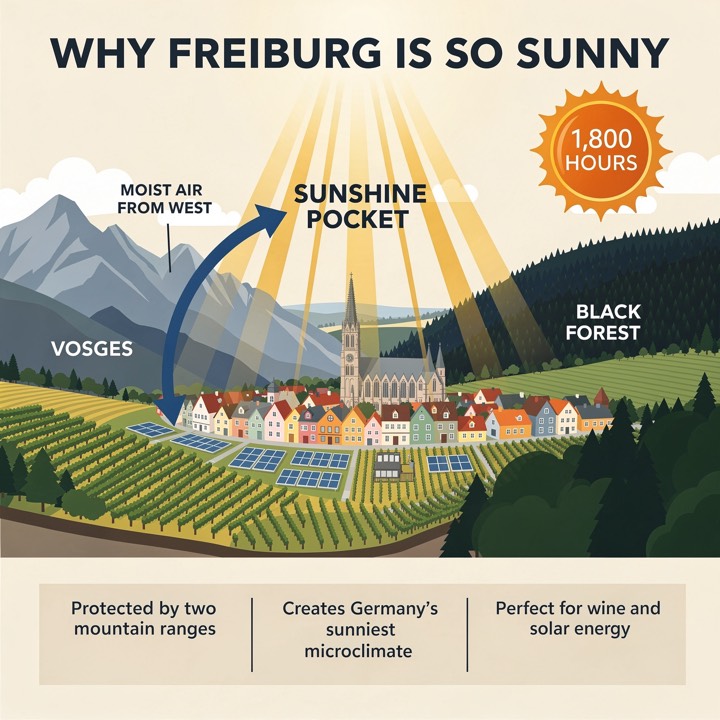 WHY FREIBURG IS SO SUNNY
1,800
HOURS
MOIST AIR
FROM WEST
SUNSHINE
POCKET
BLACK
FOREST
VOSGES
Protected by two
mountain ranges
Creates Germany's
sunniest
microclimate
Perfect for wine and
solar energy